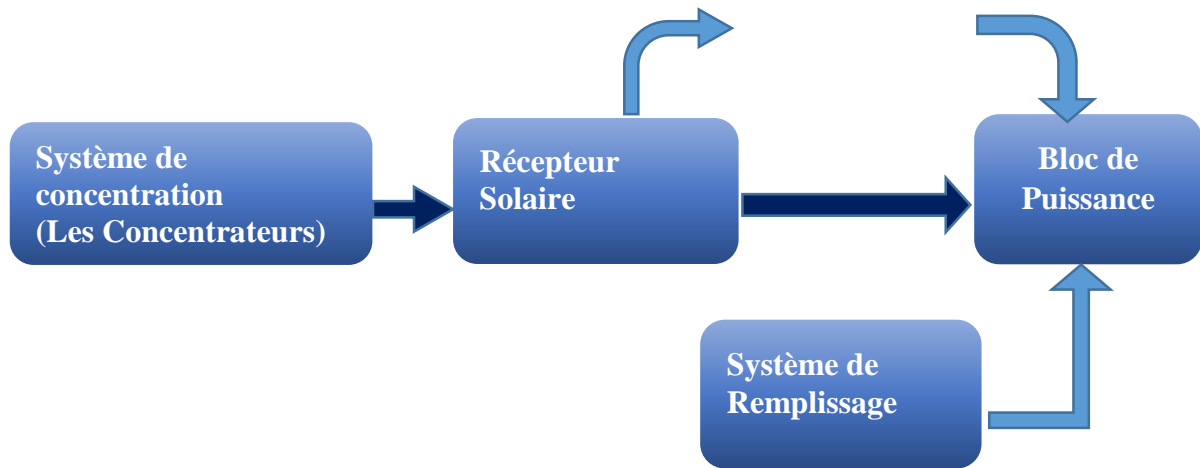 Système de
concentration
(Les Concentrateurs)
Récepteur
Solaire
Bloc de
Puissance
Système de
Remplissage